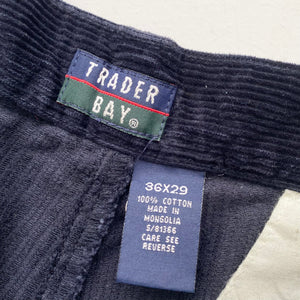 TRADER
BAY®
36X29
100% COTTON
MADE IN
MONGOLIA
S/81366
CARE SEE
REVERSE